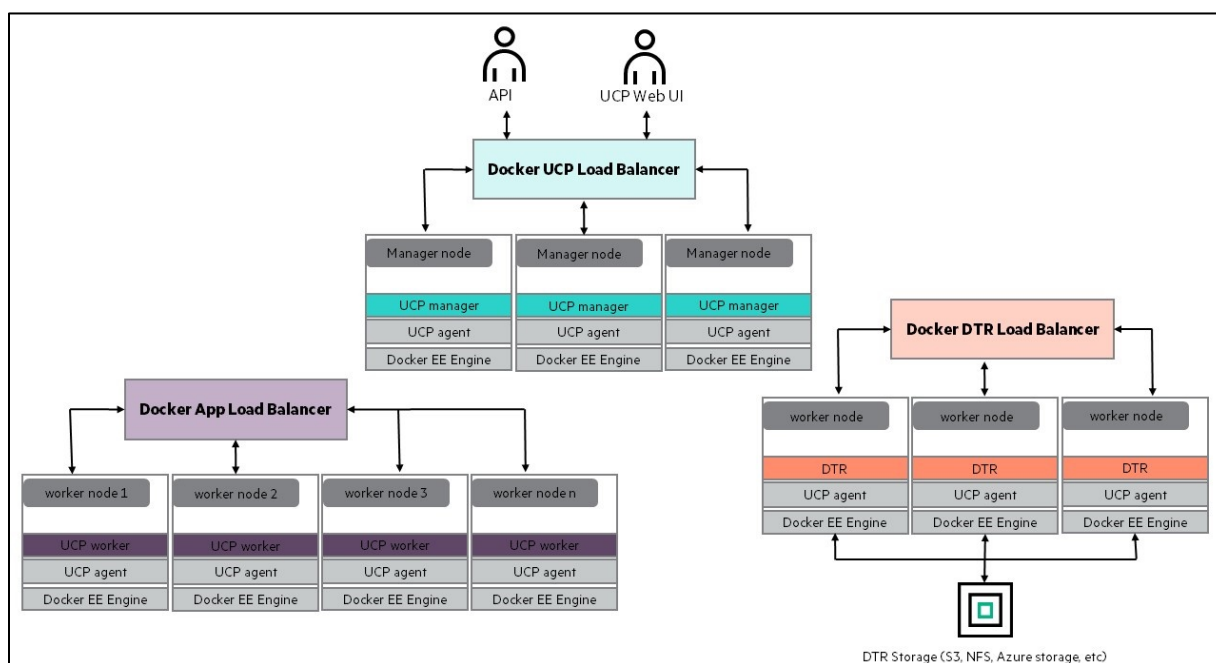 API
UCP Web UI
Docker UCP Load Balancer
Manager node
Manager node
Manager node
UCP manager
UCP manager
UCP manager
UCP agent
UCP agent
UCP agent
Docker EE Engine
Docker EE Engine
Docker EE Engine
Docker DTR Load Balancer
worker node
worker node
worker node
DTR
DTR
DTR
UCP agent
UCP agent
UCP agent
Docker EE Engine
Docker EE Engine
Docker EE Engine
Docker App Load Balancer
worker node 1
worker node 2
worker node 3
worker node n
UCP worker
UCP worker
UCP worker
UCP worker
UCP agent
UCP agent
UCP agent
UCP agent
Docker EE Engine
Docker EE Engine
Docker EE Engine
Docker EE Engine
DTR Storage (S3, NFS, Azure storage, etc)